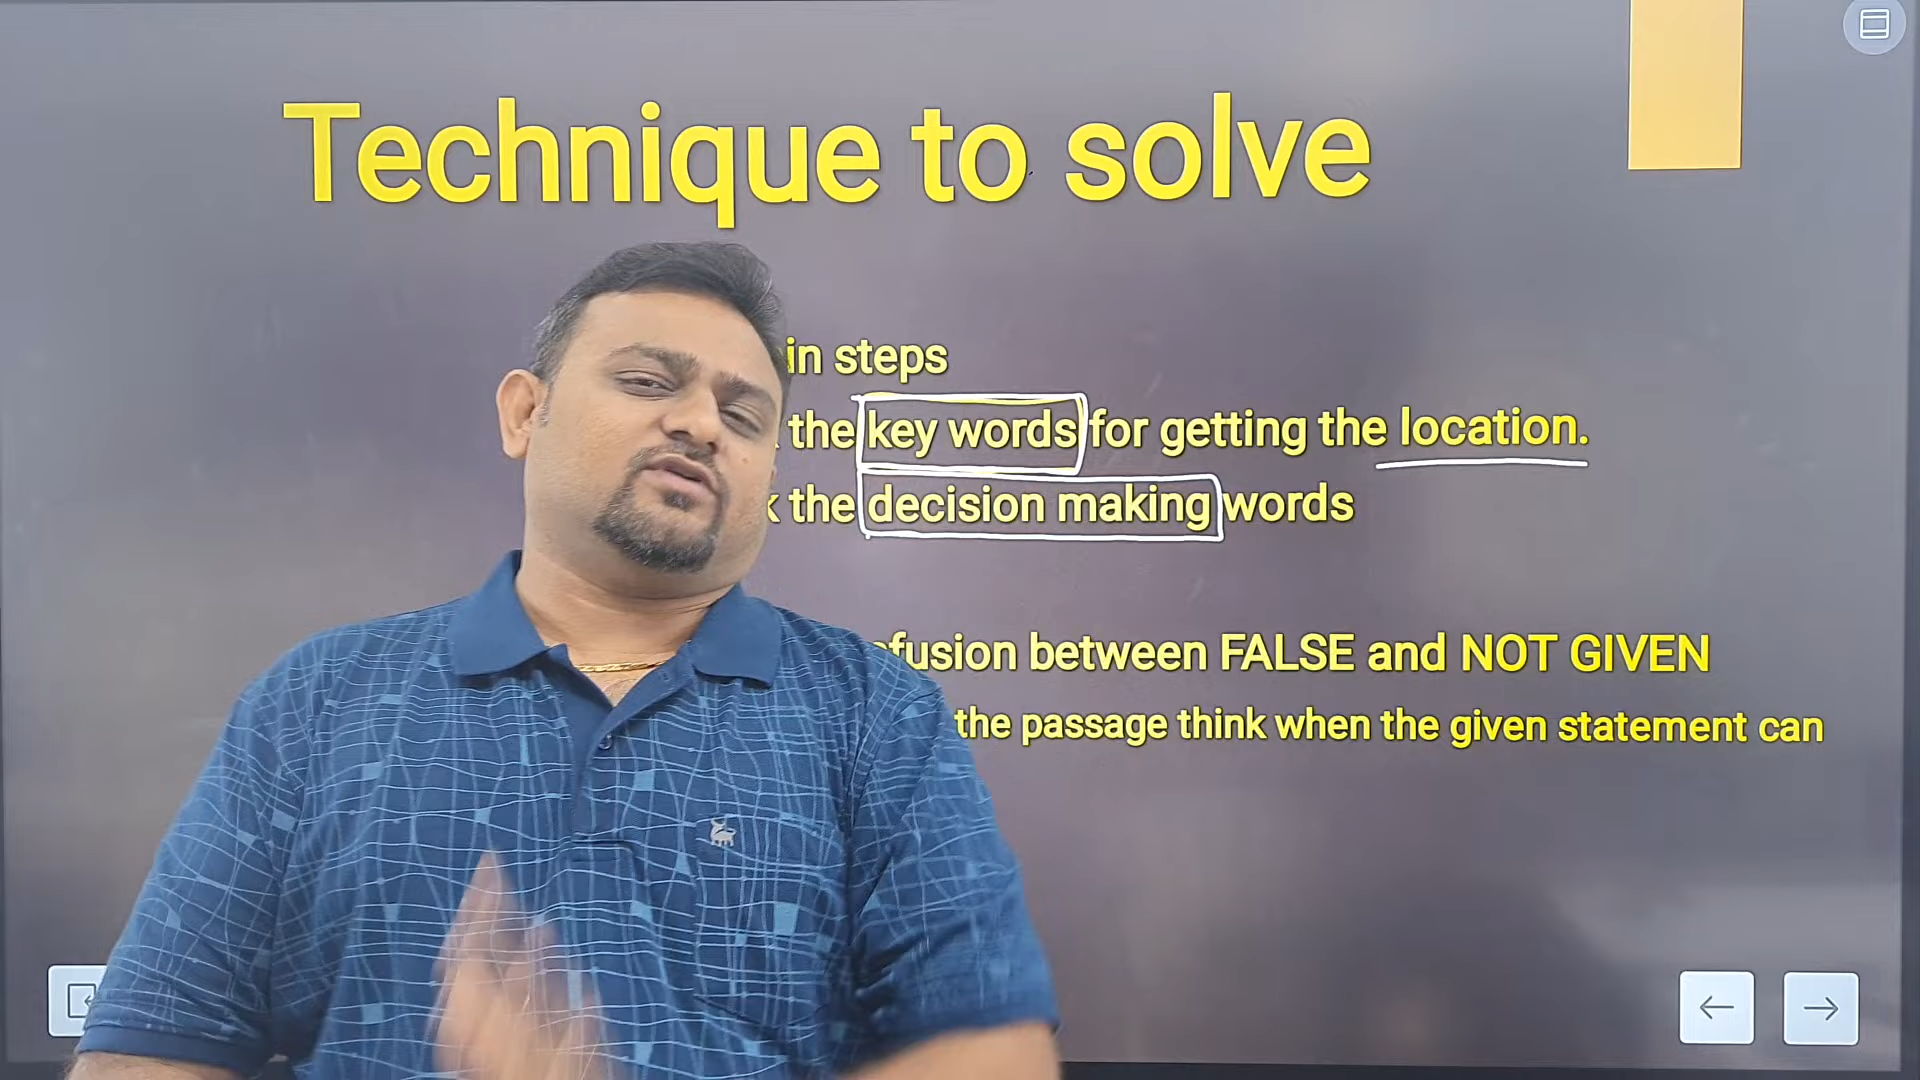 Technique to solve
in steps
the key words for getting the location.
the decision making words
between FALSE and NOT GIVEN
the passage think when the given statement can